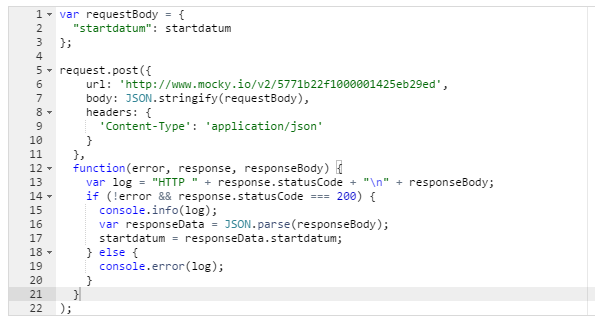 1 var requestBody = {
2 "startdatum": startdatum
3 };
4
5 request.post({
6 url: 'http://www.mocky.io/v2/5771b22f1000001425eb29ed',
7 body: JSON.stringify(requestBody),
8 headers: {
9 'Content-Type': 'application/json'
10 }
11 },
12 function(error, response, responseBody) {
13 var log = "HTTP " + response.statusCode + "\n" + responseBody;
14 if (!error && response.statusCode === 200) {
15 console.info(log);
16 var responseData = JSON.parse(responseBody);
17 startdatum = responseData.startdatum;
18 } else {
19 console.error(log);
20 }
21 }
22 );